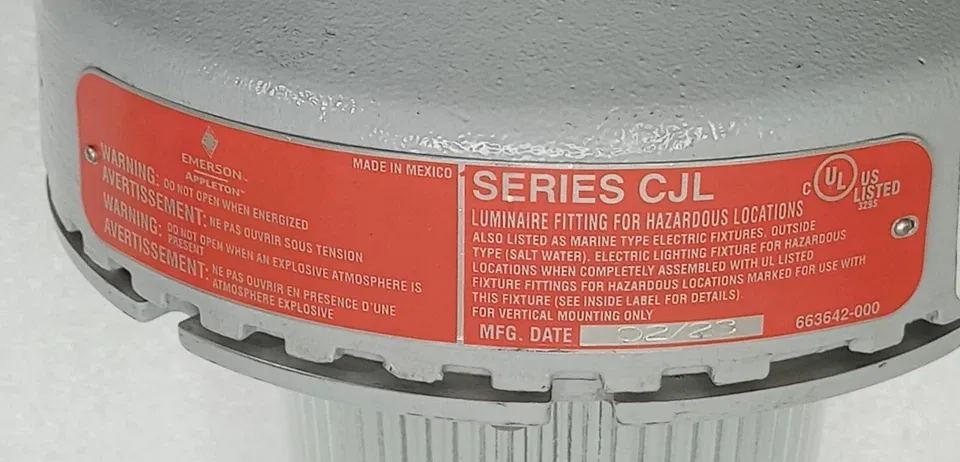 EMERSON
APPLETON™
MADE IN MEXICO
WARNING: DO NOT OPEN WHEN ENERGIZED
AVERTISSEMENT: NE PAS OUVRIR SOUS TENSION
WARNING: DO NOT OPEN WHEN AN EXPLOSIVE ATMOSPHERE IS
PRESENT
AVERTISSEMENT: NE PAS OUVRIR EN PRESENCE D'UNE
ATMOSPHERE EXPLOSIVE
SERIES CJL
C UL US
LISTED
329S
LUMINAIRE FITTING FOR HAZARDOUS LOCATIONS
ALSO LISTED AS MARINE TYPE ELECTRIC FIXTURES. OUTSIDE
TYPE (SALT WATER). ELECTRIC LIGHTING FIXTURE FOR HAZARDOUS
LOCATIONS WHEN COMPLETELY ASSEMBLED WITH UL LISTED
FIXTURE FITTINGS FOR HAZARDOUS LOCATIONS MARKED FOR USE WITH
THIS FIXTURE (SEE INSIDE LABEL FOR DETAILS).
FOR VERTICAL MOUNTING ONLY
MFG. DATE 02/23
663642-000